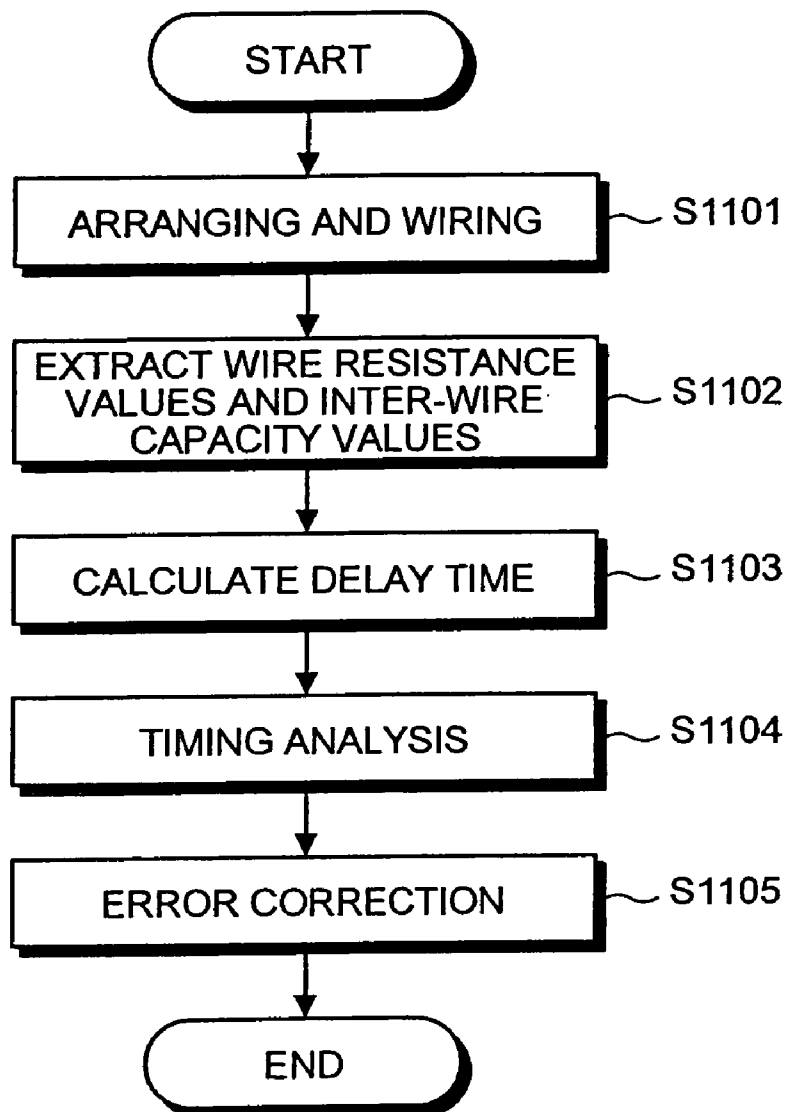 START
ARRANGING AND WIRING
S1101
EXTRACT WIRE RESISTANCE
VALUES AND INTER-WIRE
CAPACITY VALUES
S1102
CALCULATE DELAY TIME
S1103
TIMING ANALYSIS
S1104
ERROR CORRECTION
S1105
END